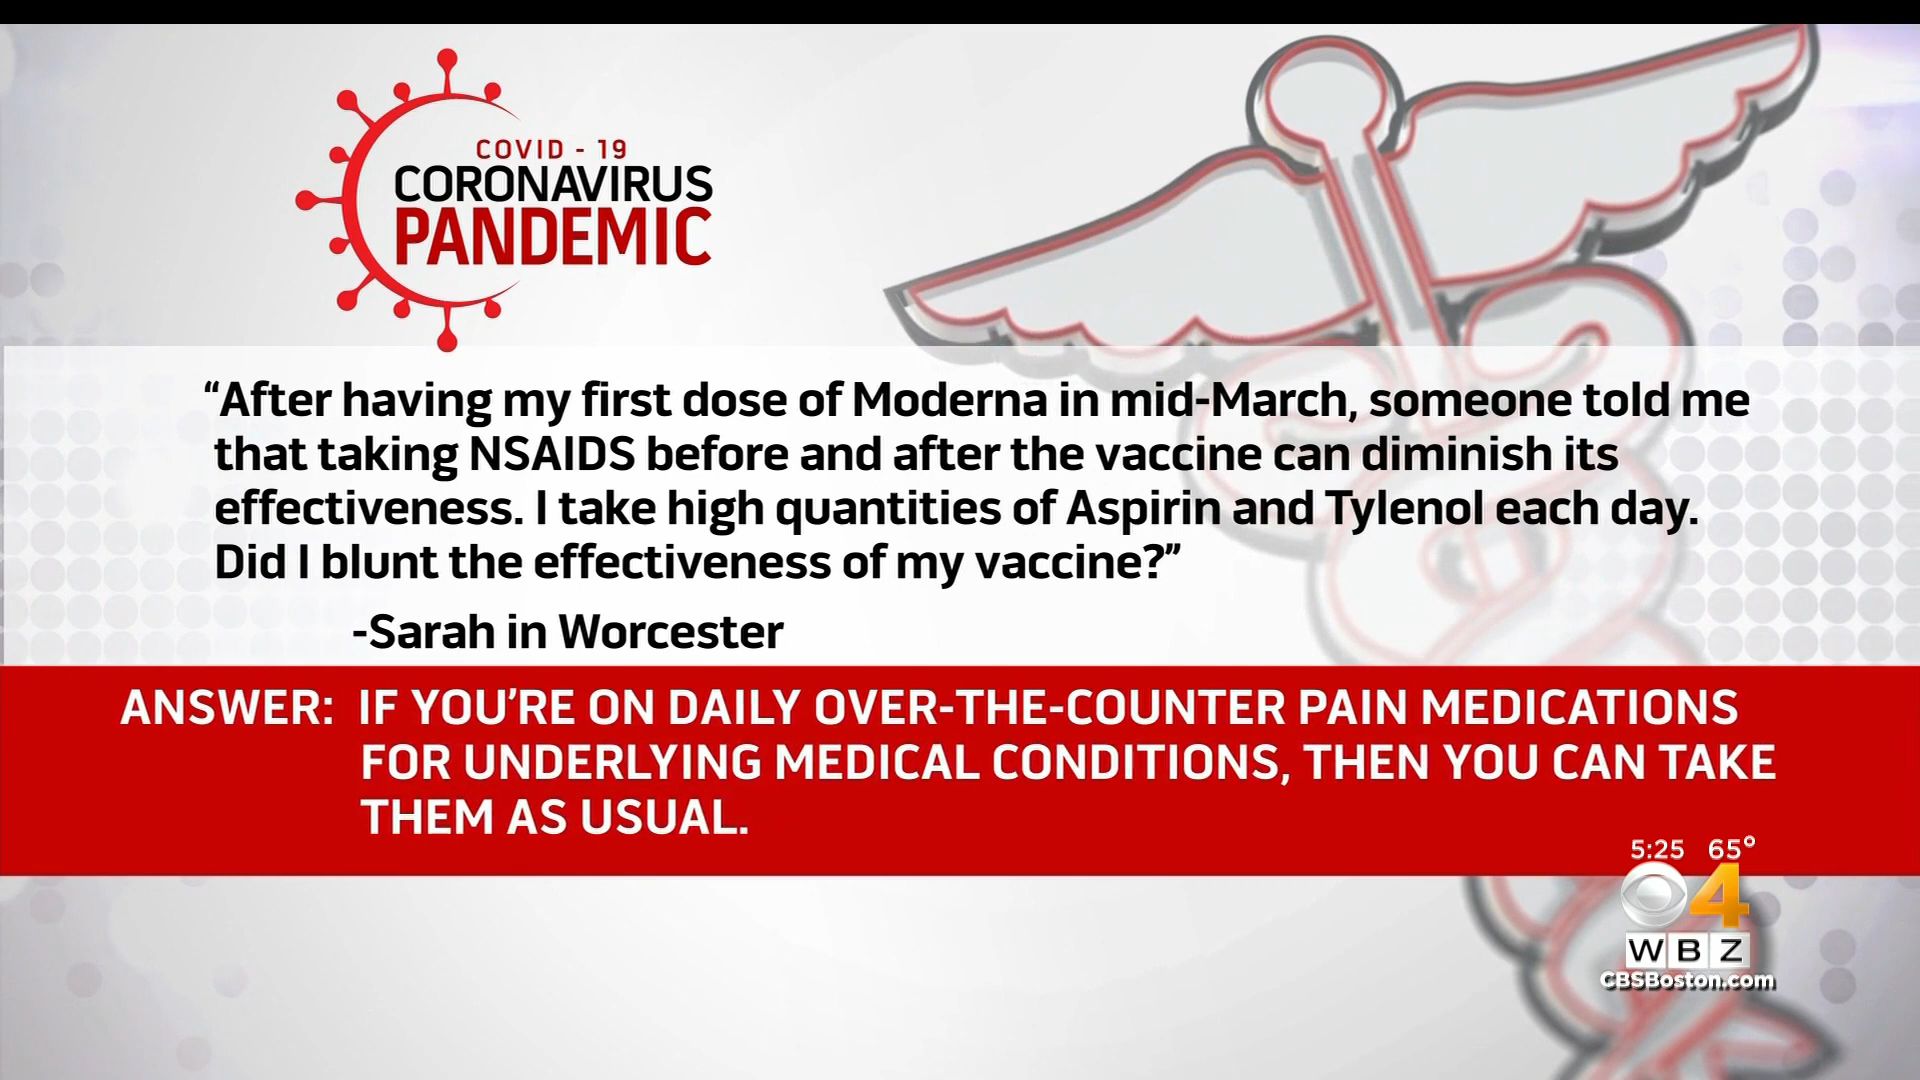 COVID - 19
CORONAVIRUS
PANDEMIC
“After having my first dose of Moderna in mid-March, someone told me
that taking NSAIDS before and after the vaccine can diminish its
effectiveness. I take high quantities of Aspirin and Tylenol each day.
Did I blunt the effectiveness of my vaccine?”
-Sarah in Worcester
ANSWER: IF YOU’RE ON DAILY OVER-THE-COUNTER PAIN MEDICATIONS
FOR UNDERLYING MEDICAL CONDITIONS, THEN YOU CAN TAKE
THEM AS USUAL.
5:25 65°
4
WBZ
CBSBoston.com